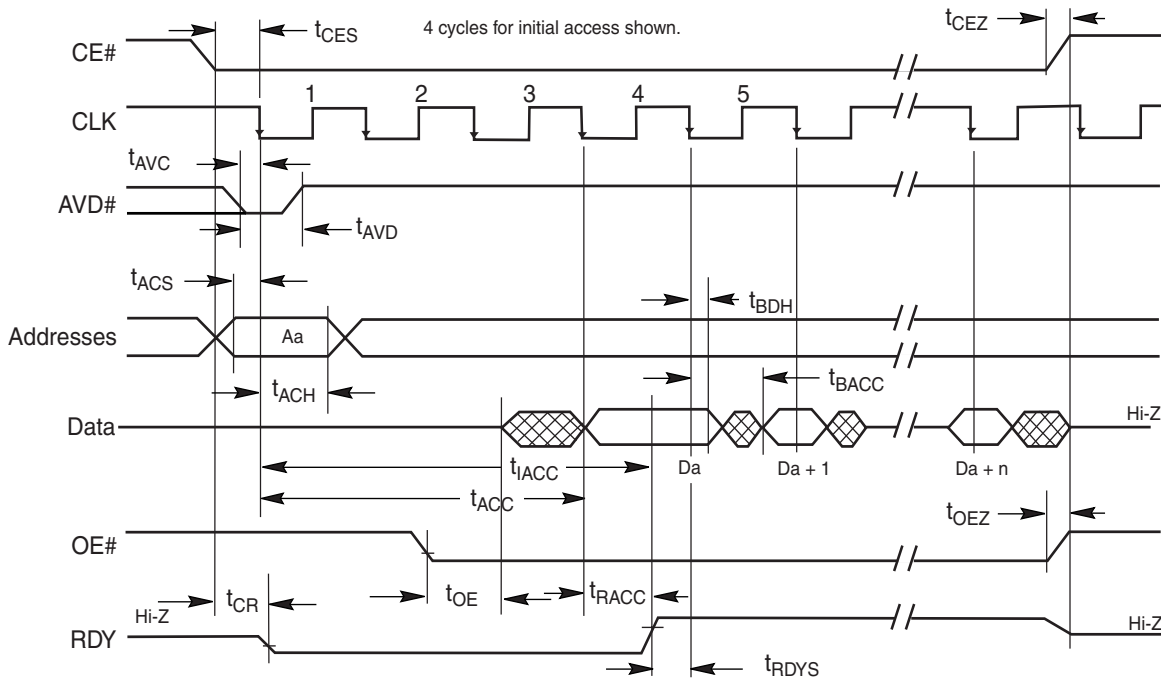 tCES
4 cycles for initial access shown.
tCEZ
CE#
1 2 3 4 5
CLK
tAVC
AVD#
tAVD
tACS
tBDH
Addresses
Aa
tACH
tBACC
Data
Hi-Z
tIACC
Da
Da + 1
Da + n
tACC
tOEZ
OE#
tOE
tRACC
tCR
Hi-Z
Hi-Z
RDY
tRDYS